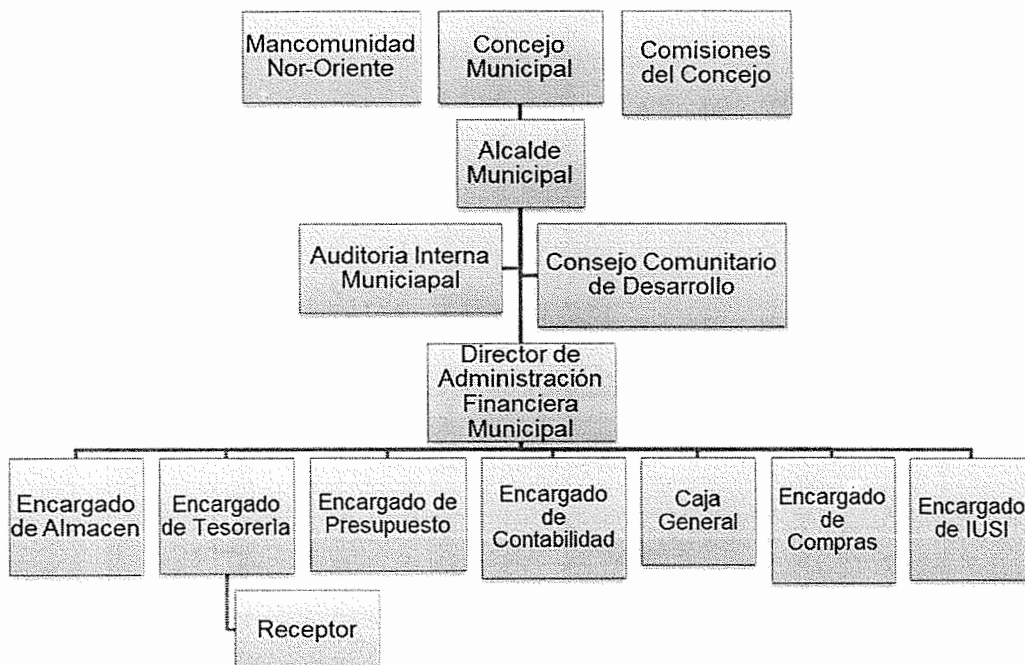 Mancomunidad
Nor-Oriente
Concejo
Municipal
Comisiones
del Concejo
Alcalde
Municipal
Auditoria Interna
Municiapal
Consejo Comunitario
de Desarrollo
Director de
Administración
Financiera
Municipal
Encargado
de Almacen
Encargado
de Tesorería
Encargado de
Presupuesto
Encargado
de
Contabilidad
Caja
General
Encargado
de
Compras
Encargado
de IUSI
Receptor